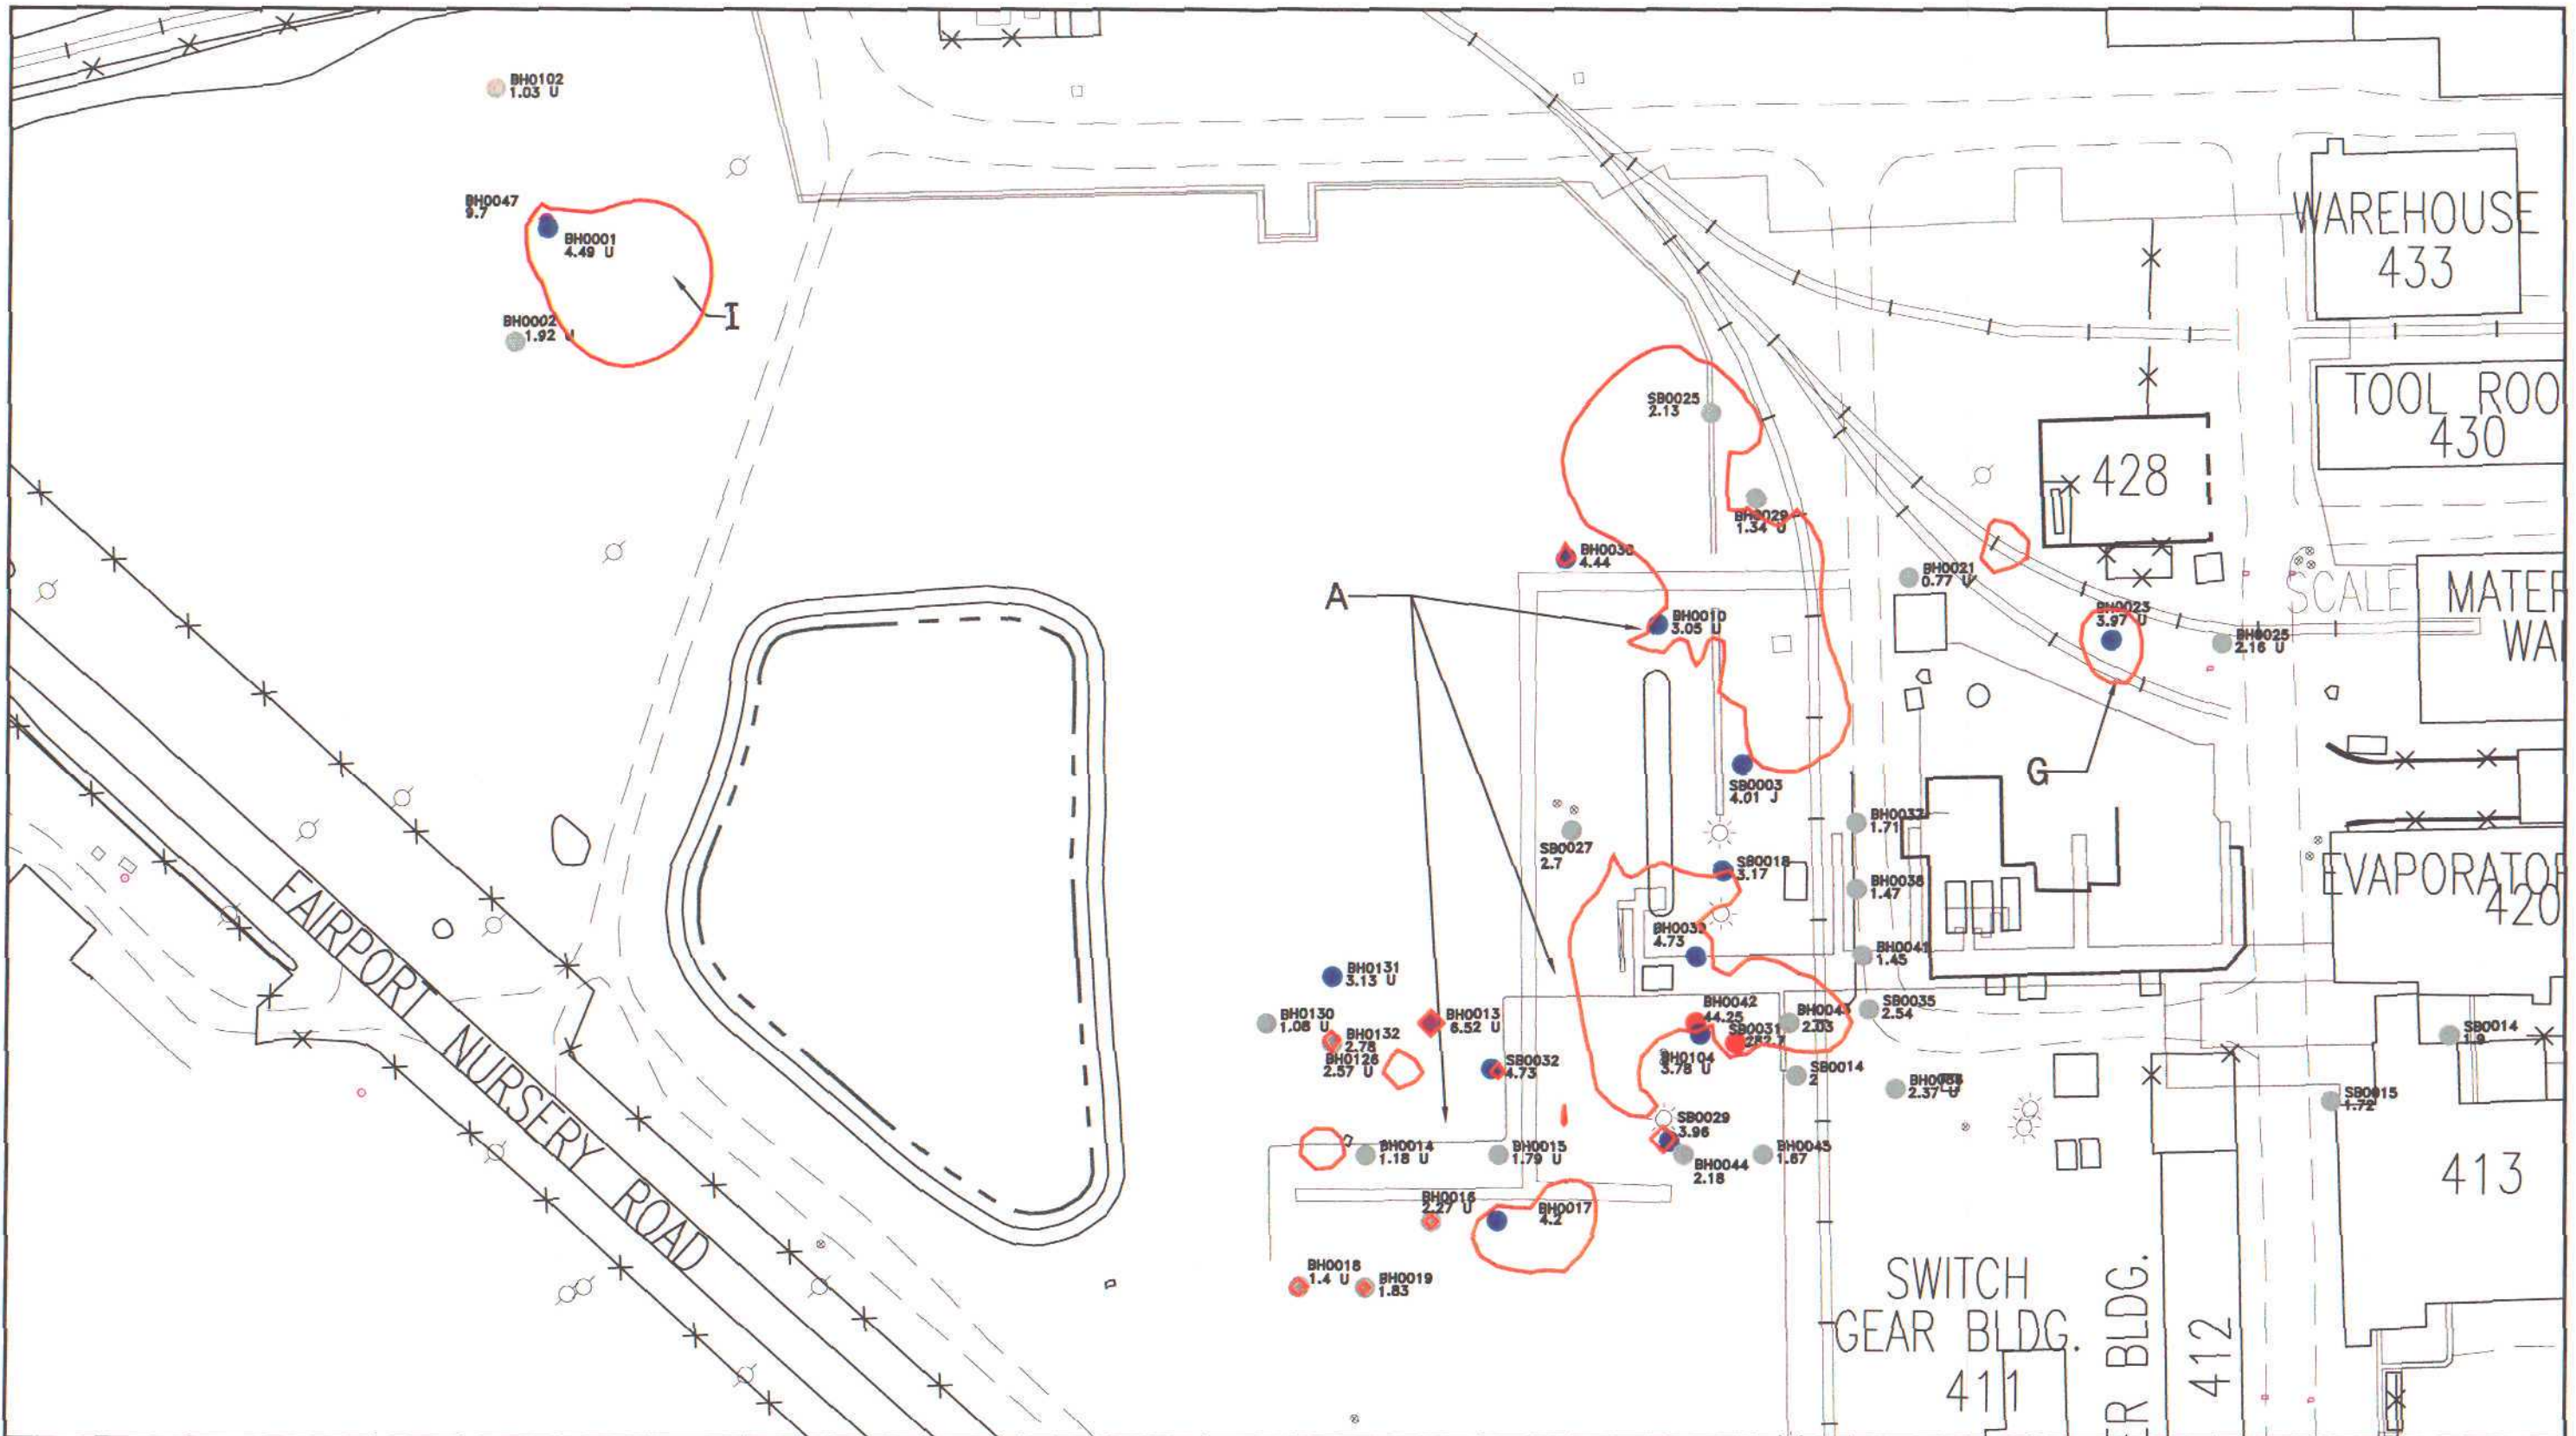 BH0102
1.03 U
BH0047
9.7
BH0001
4.49 U
BH0002
1.92 U
I
WAREHOUSE
433
TOOL ROO
430
428
SB0025
2.13
BH0029
1.34 U
4.44
BH0021
0.77 U
SCALE
MATER
WA
A
BH0010
3.05 U
BH0023
3.97 U
BH0025
2.16 U
G
SB0003
4.01 J
SB0027
2.7
BH0037
1.71
SB0018
3.17
BH0038
1.47
EVAPORATOR
420
4.73
BH0041
1.45
FAIRPORT NURSERY ROAD
BH0131
3.13 U
BH0130
1.08 U
BH0013
6.52 U
BH0132
2.78
BH0126
2.57 U
SB0032
4.73
BH0042
44.25
2.03
SB0031
BH0104
3.78 U
SB0035
2.54
SB0014
2
2.37 U
SB0014
1.9
SB0015
1.72
SB0029
3.96
BH0014
1.18 U
BH0015
1.79 U
BH0044
2.18
BH0045
1.67
413
BH0016
2.27 U
BH0017
4.2
BH0018
1.4 U
BH0019
1.83
SWITCH
GEAR BLDG.
411
ER BLDG.
412